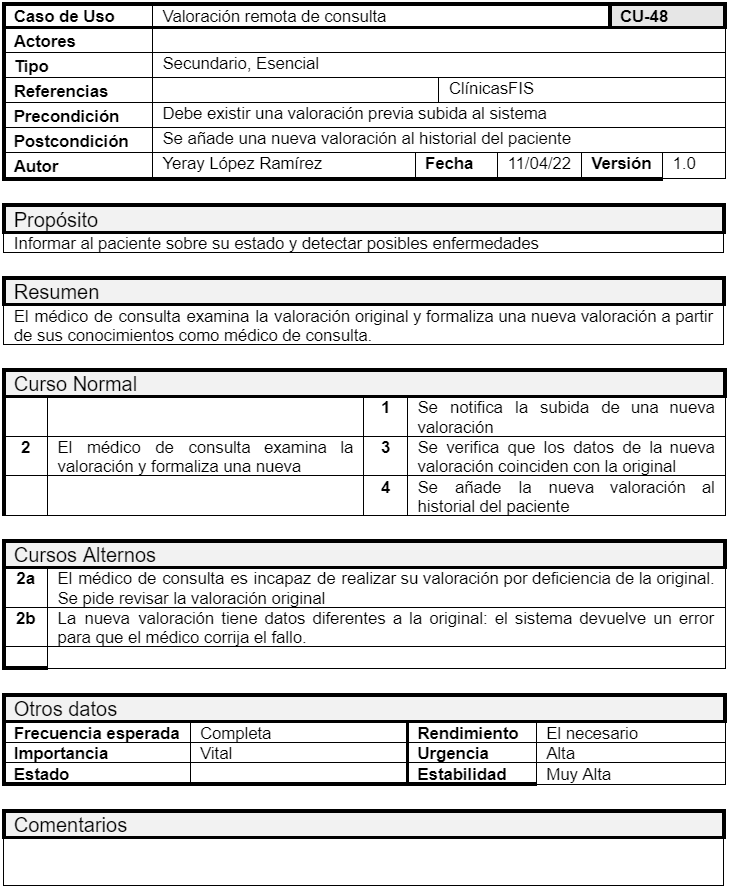 Caso de Uso Valoración remota de consulta CU-48
Actores
Tipo Secundario, Esencial
Referencias ClínicasFIS
Precondición Debe existir una valoración previa subida al sistema
Postcondición Se añade una nueva valoración al historial del paciente
Autor Yeray López Ramírez Fecha 11/04/22 Versión 1.0
Propósito
Informar al paciente sobre su estado y detectar posibles enfermedades
Resumen
El médico de consulta examina la valoración original y formaliza una nueva valoración a partir
de sus conocimientos como médico de consulta.
Curso Normal
1 Se notifica la subida de una nueva
valoración
2 El médico de consulta examina la
valoración y formaliza una nueva
3 Se verifica que los datos de la nueva
valoración coinciden con la original
4 Se añade la nueva valoración al
historial del paciente
Cursos Alternos
2a El médico de consulta es incapaz de realizar su valoración por deficiencia de la original.
Se pide revisar la valoración original
2b La nueva valoración tiene datos diferentes a la original: el sistema devuelve un error
para que el médico corrija el fallo.
Otros datos
Frecuencia esperada Completa Rendimiento El necesario
Importancia Vital Urgencia Alta
Estado Estabilidad Muy Alta
Comentarios